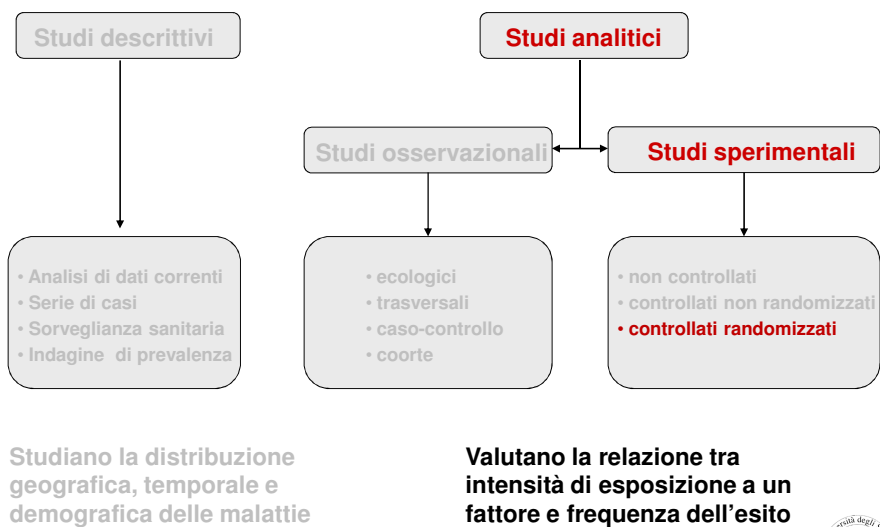 Studi descrittivi
Studi analitici
Studi osservazionali
Studi sperimentali
• Analisi di dati correnti
• Serie di casi
• Sorveglianza sanitaria
• Indagine di prevalenza
• ecologici
• trasversali
• caso-controllo
• coorte
• non controllati
• controllati non randomizzati
• controllati randomizzati
Studiano la distribuzione
geografica, temporale e
demografica delle malattie
Valutano la relazione tra
intensità di esposizione a un
fattore e frequenza dell'esito
degli